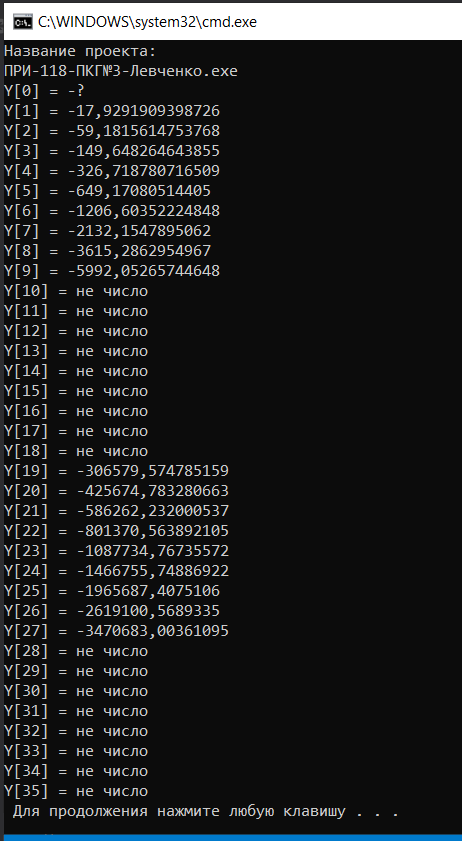 C:\WINDOWS\system32\cmd.exe
Название проекта:
ПРИ-118-ПКГ№3-Левченко.exe
Y[0] = -?
Y[1] = -17,9291909398726
Y[2] = -59,1815614753768
Y[3] = -149,648264643855
Y[4] = -326,718780716509
Y[5] = -649,17080514405
Y[6] = -1206,60352224848
Y[7] = -2132,1547895062
Y[8] = -3615,2862954967
Y[9] = -5992,05265744648
Y[10] = не число
Y[11] = не число
Y[12] = не число
Y[13] = не число
Y[14] = не число
Y[15] = не число
Y[16] = не число
Y[17] = не число
Y[18] = не число
Y[19] = -306579,574785159
Y[20] = -425674,783280663
Y[21] = -586262,232000537
Y[22] = -801370,563892105
Y[23] = -1087734,76735572
Y[24] = -1466755,74886922
Y[25] = -1965687,4075106
Y[26] = -2619100,5689335
Y[27] = -3470683,00361095
Y[28] = не число
Y[29] = не число
Y[30] = не число
Y[31] = не число
Y[32] = не число
Y[33] = не число
Y[34] = не число
Y[35] = не число
Для продолжения нажмите любую клавишу . . .